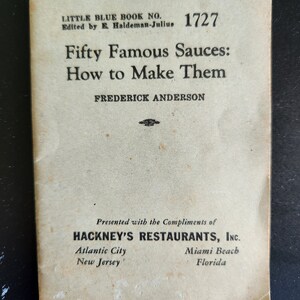 LITTLE BLUE BOOK NO. 1727
Edited by E. Haldeman-Julius
Fifty Famous Sauces:
How to Make Them
FREDERICK ANDERSON
Presented with the Compliments of
HACKNEY'S RESTAURANTS, INC.
Atlantic City Miami Beach
New Jersey Florida